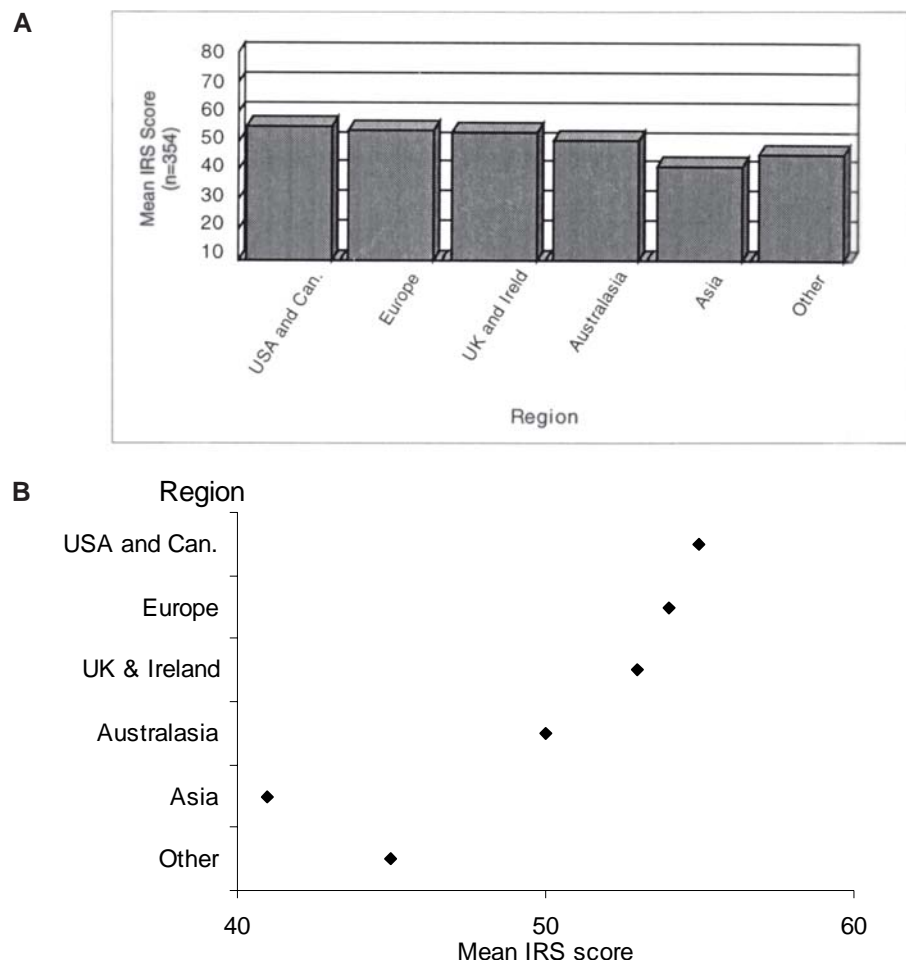 A
Mean IRS Score
(n=354)
80
70
60
50
40
30
20
10
USA and Can.
Europe
UK and Ireld
Australasia
Asia
Other
Region
B
Region
USA and Can.
Europe
UK & Ireland
Australasia
Asia
Other
40
50
60
Mean IRS score